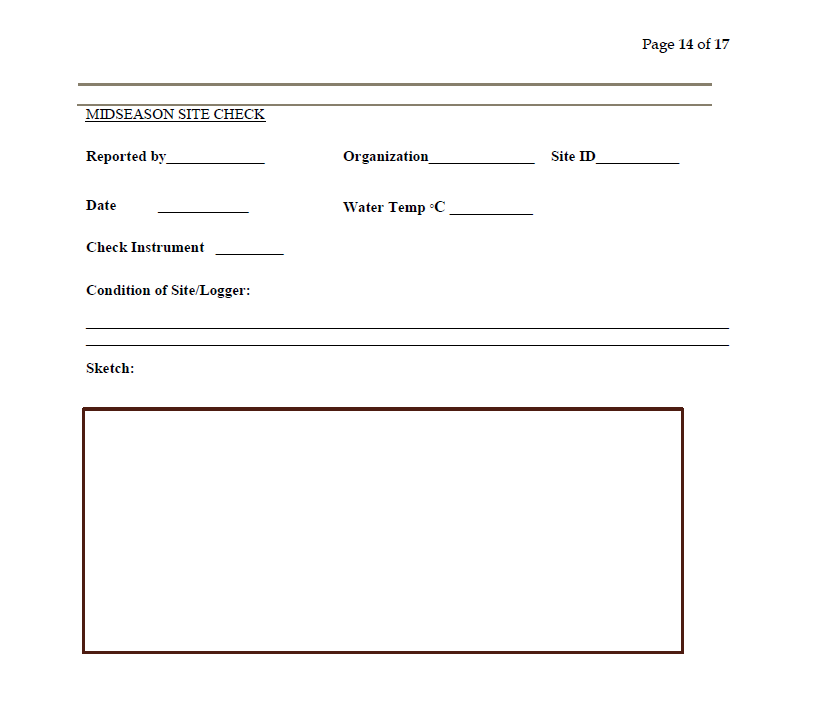 Page 14 of 17
MIDSEASON SITE CHECK
Reported by_____________ Organization______________ Site ID___________
Date ____________ Water Temp °C ___________
Check Instrument _________
Condition of Site/Logger:
Sketch: